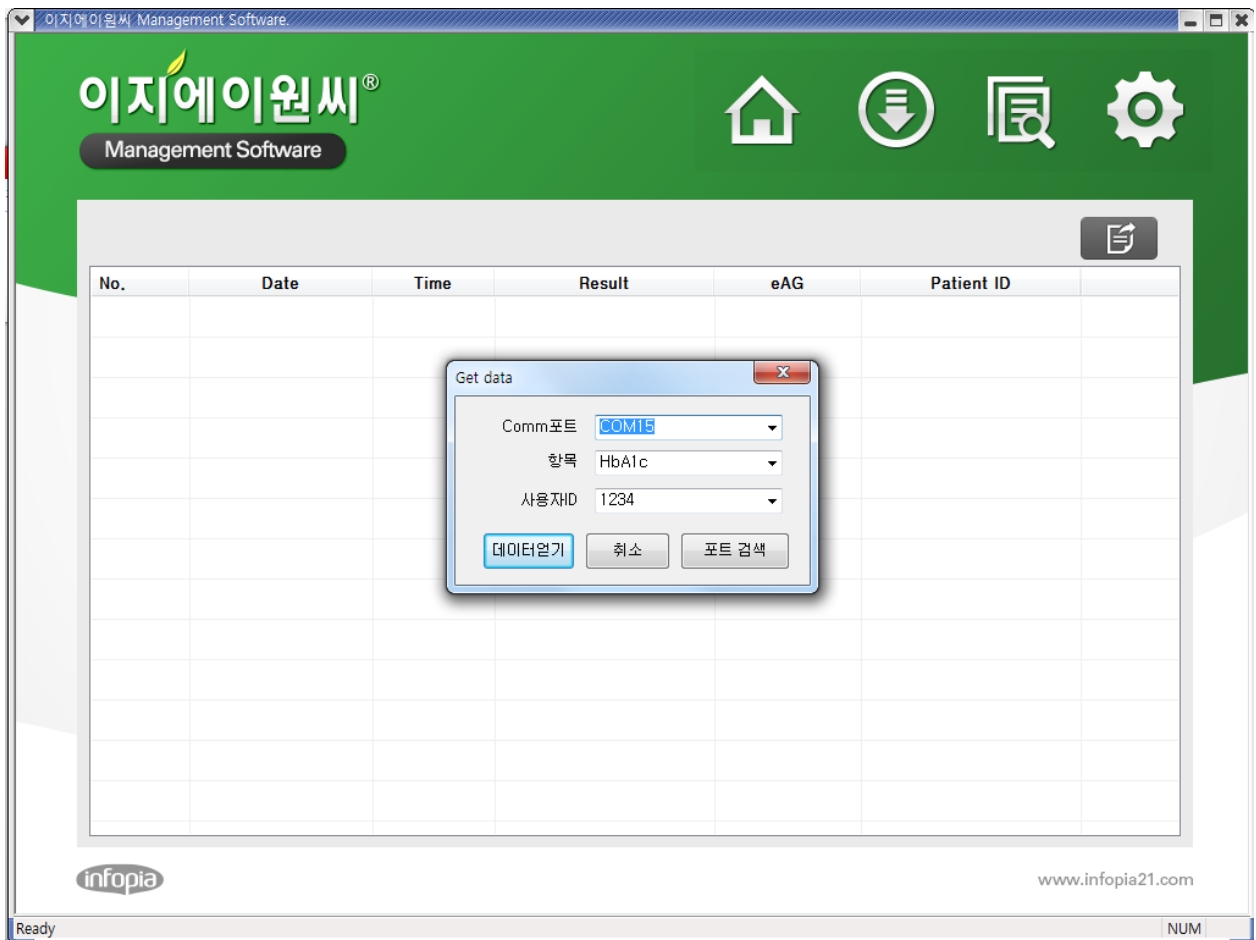 이지에이원씨 Management Software.
이지에이원씨®
Management Software
No. Date Time Result eAG Patient ID
Get data
Comm포트 COM15
항목 HbA1c
사용자ID 1234
데이터얻기 취소 포트 검색
infopia www.infopia21.com
Ready NUM